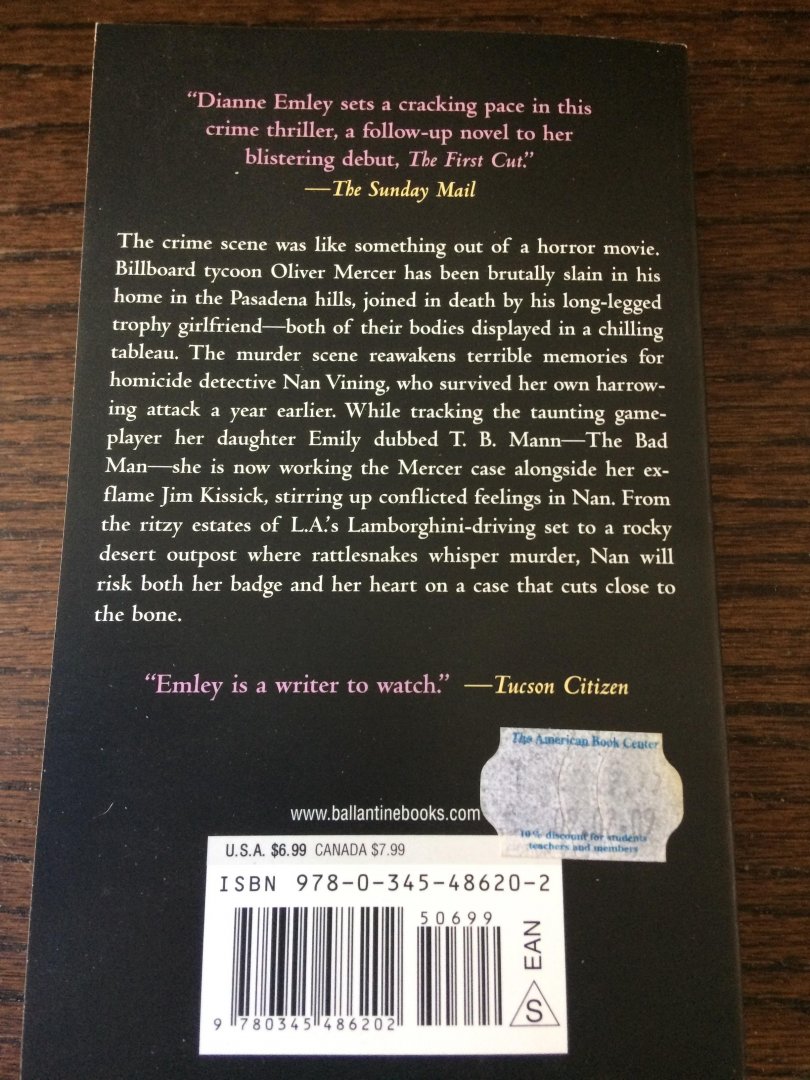 “Dianne Emley sets a cracking pace in this
crime thriller, a follow-up novel to her
blistering debut, The First Cut.”
—The Sunday Mail
The crime scene was like something out of a horror movie.
Billboard tycoon Oliver Mercer has been brutally slain in his
home in the Pasadena hills, joined in death by his long-legged
trophy girlfriend—both of their bodies displayed in a chilling
tableau. The murder scene reawakens terrible memories for
homicide detective Nan Vining, who survived her own harrow-
ing attack a year earlier. While tracking the taunting game-
player her daughter Emily dubbed T. B. Mann—The Bad
Man—she is now working the Mercer case alongside her ex-
flame Jim Kissick, stirring up conflicted feelings in Nan. From
the ritzy estates of L.A.’s Lamborghini-driving set to a rocky
desert outpost where rattlesnakes whisper murder, Nan will
risk both her badge and her heart on a case that cuts close to
the bone.
“Emley is a writer to watch.” —Tucson Citizen
The American Book Center
10% discount for students
teachers and members
www.ballantinebooks.com
U.S.A. $6.99 CANADA $7.99
ISBN 978-0-345-48620-2
50699
9 780345 486202
S EAN